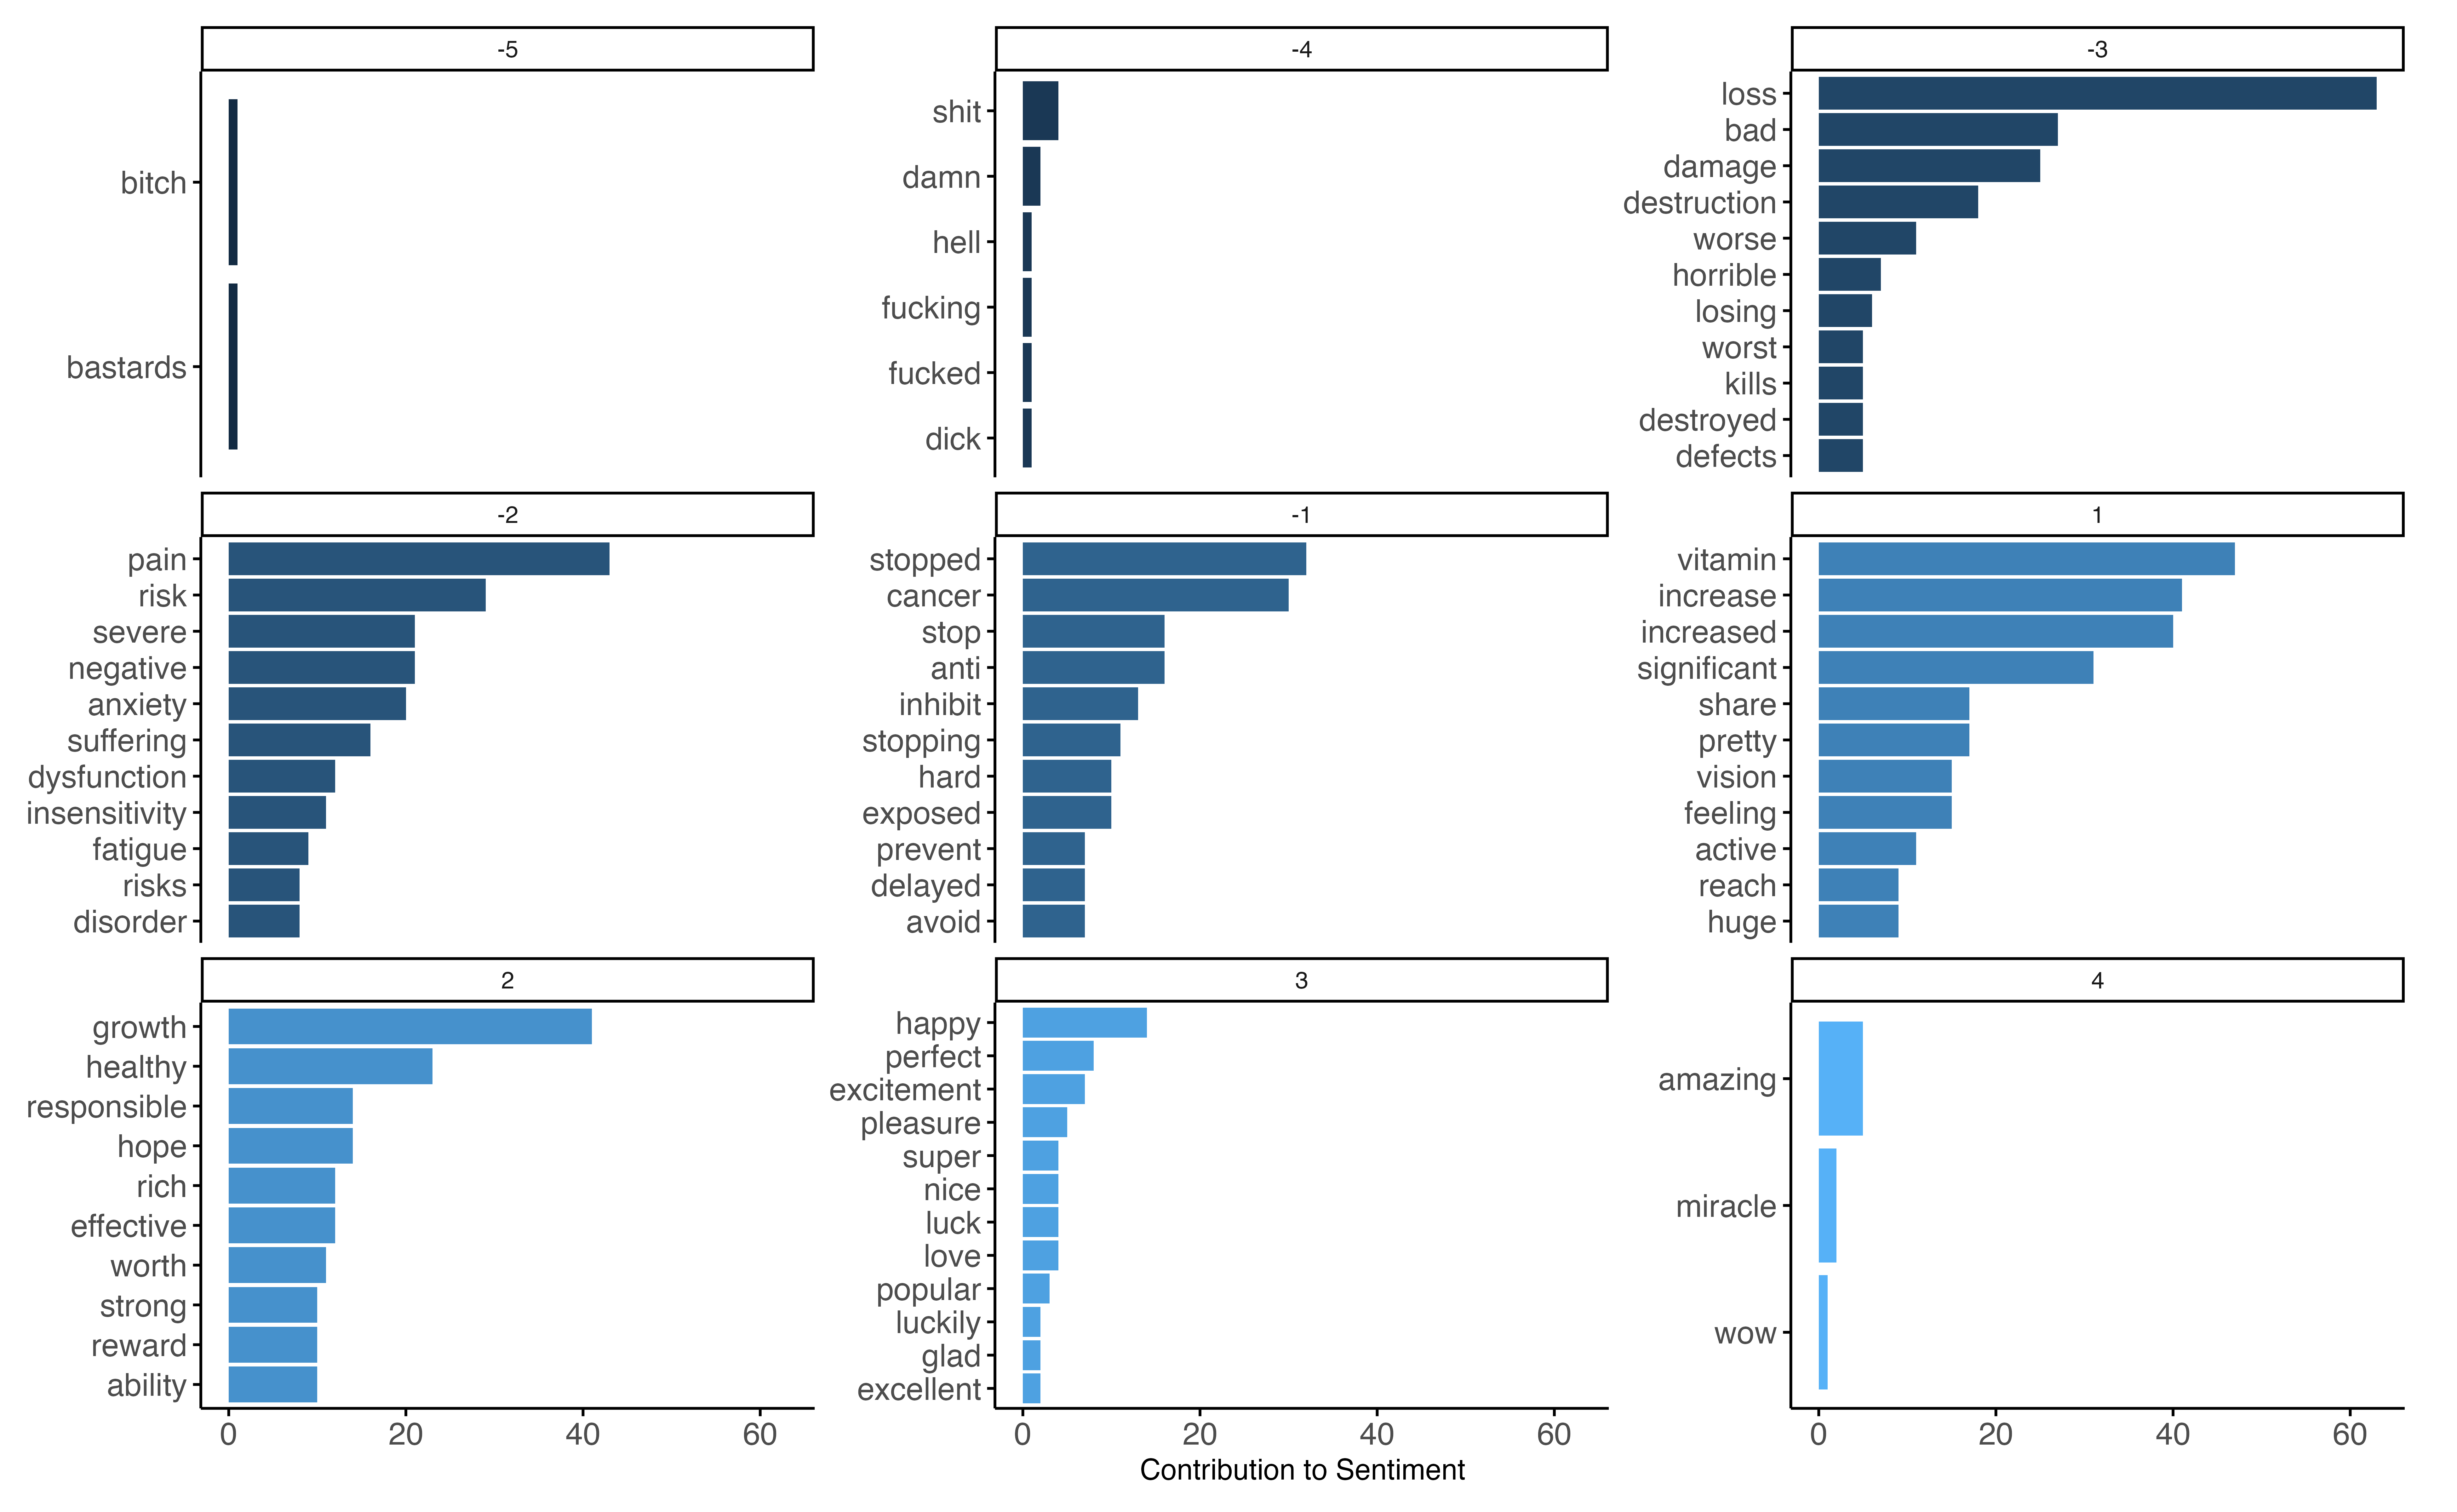 -5
bitch
bastards
-4
shit
damn
hell
fucking
fucked
dick
-3
loss
bad
damage
destruction
worse
horrible
losing
worst
kills
destroyed
defects
-2
pain
risk
severe
negative
anxiety
suffering
dysfunction
insensitivity
fatigue
risks
disorder
-1
stopped
cancer
stop
anti
inhibit
stopping
hard
exposed
prevent
delayed
avoid
1
vitamin
increase
increased
significant
share
pretty
vision
feeling
active
reach
huge
2
growth
healthy
responsible
hope
rich
effective
worth
strong
reward
ability
0 20 40 60
3
happy
perfect
excitement
pleasure
super
nice
luck
love
popular
luckily
glad
excellent
0 20 40 60
4
amazing
miracle
wow
0 20 40 60
Contribution to Sentiment